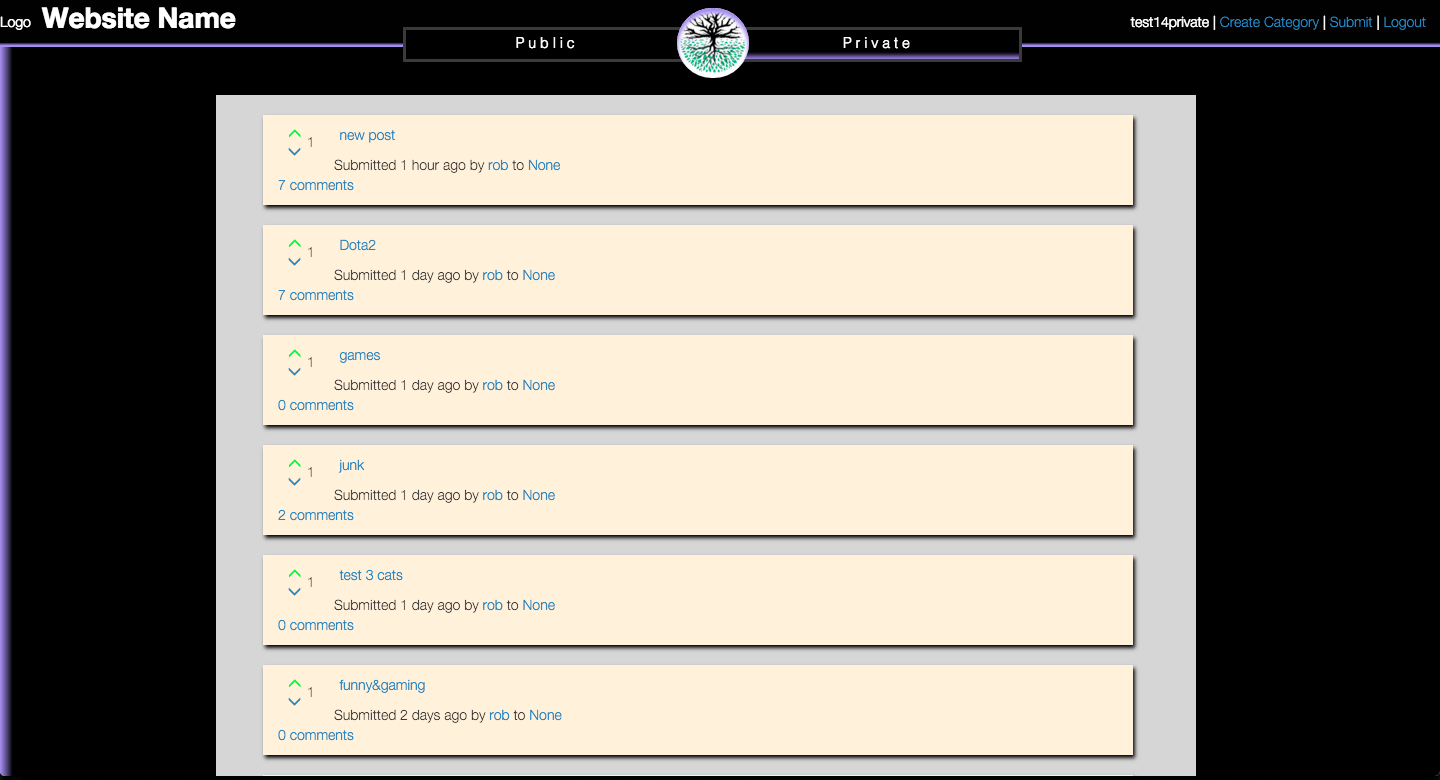 Logo Website Name
test14private | Create Category | Submit | Logout
Public Private
1 new post
Submitted 1 hour ago by rob to None
7 comments
1 Dota2
Submitted 1 day ago by rob to None
7 comments
1 games
Submitted 1 day ago by rob to None
0 comments
1 junk
Submitted 1 day ago by rob to None
2 comments
1 test 3 cats
Submitted 1 day ago by rob to None
0 comments
1 funny&gaming
Submitted 2 days ago by rob to None
0 comments